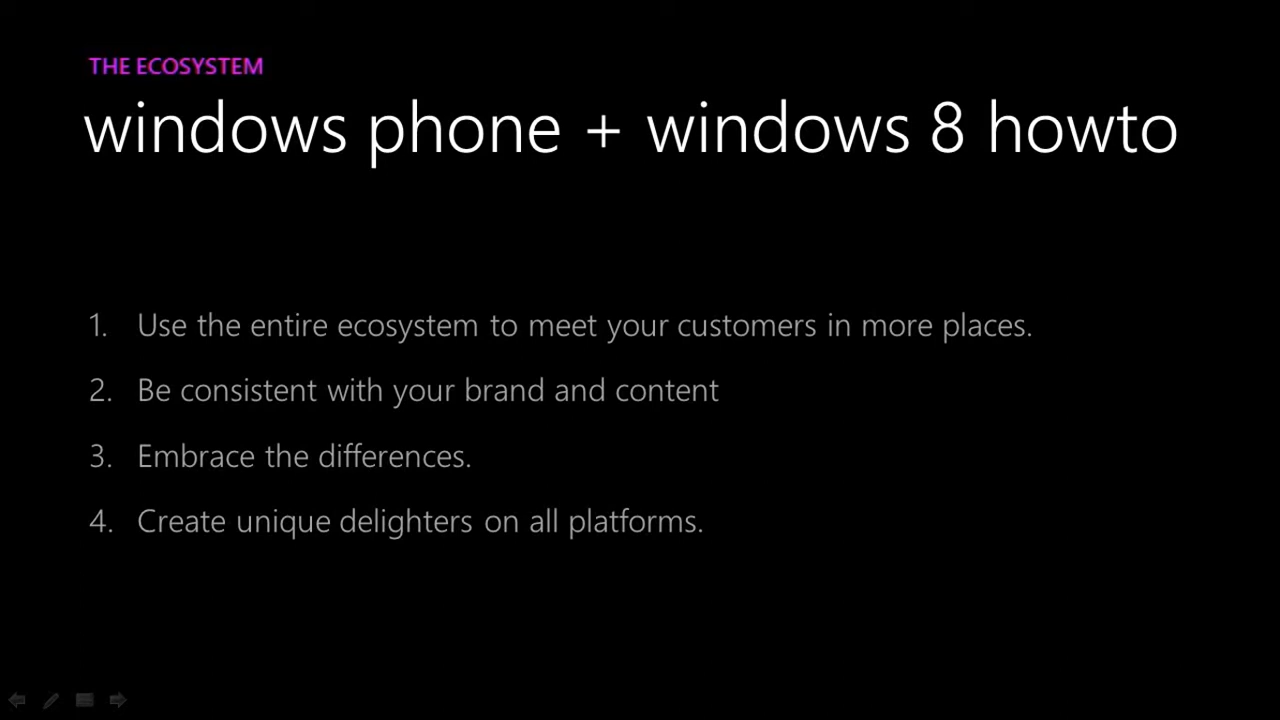 THE ECOSYSTEM
windows phone + windows 8 howto
1. Use the entire ecosystem to meet your customers in more places.
2. Be consistent with your brand and content
3. Embrace the differences.
4. Create unique delighters on all platforms.